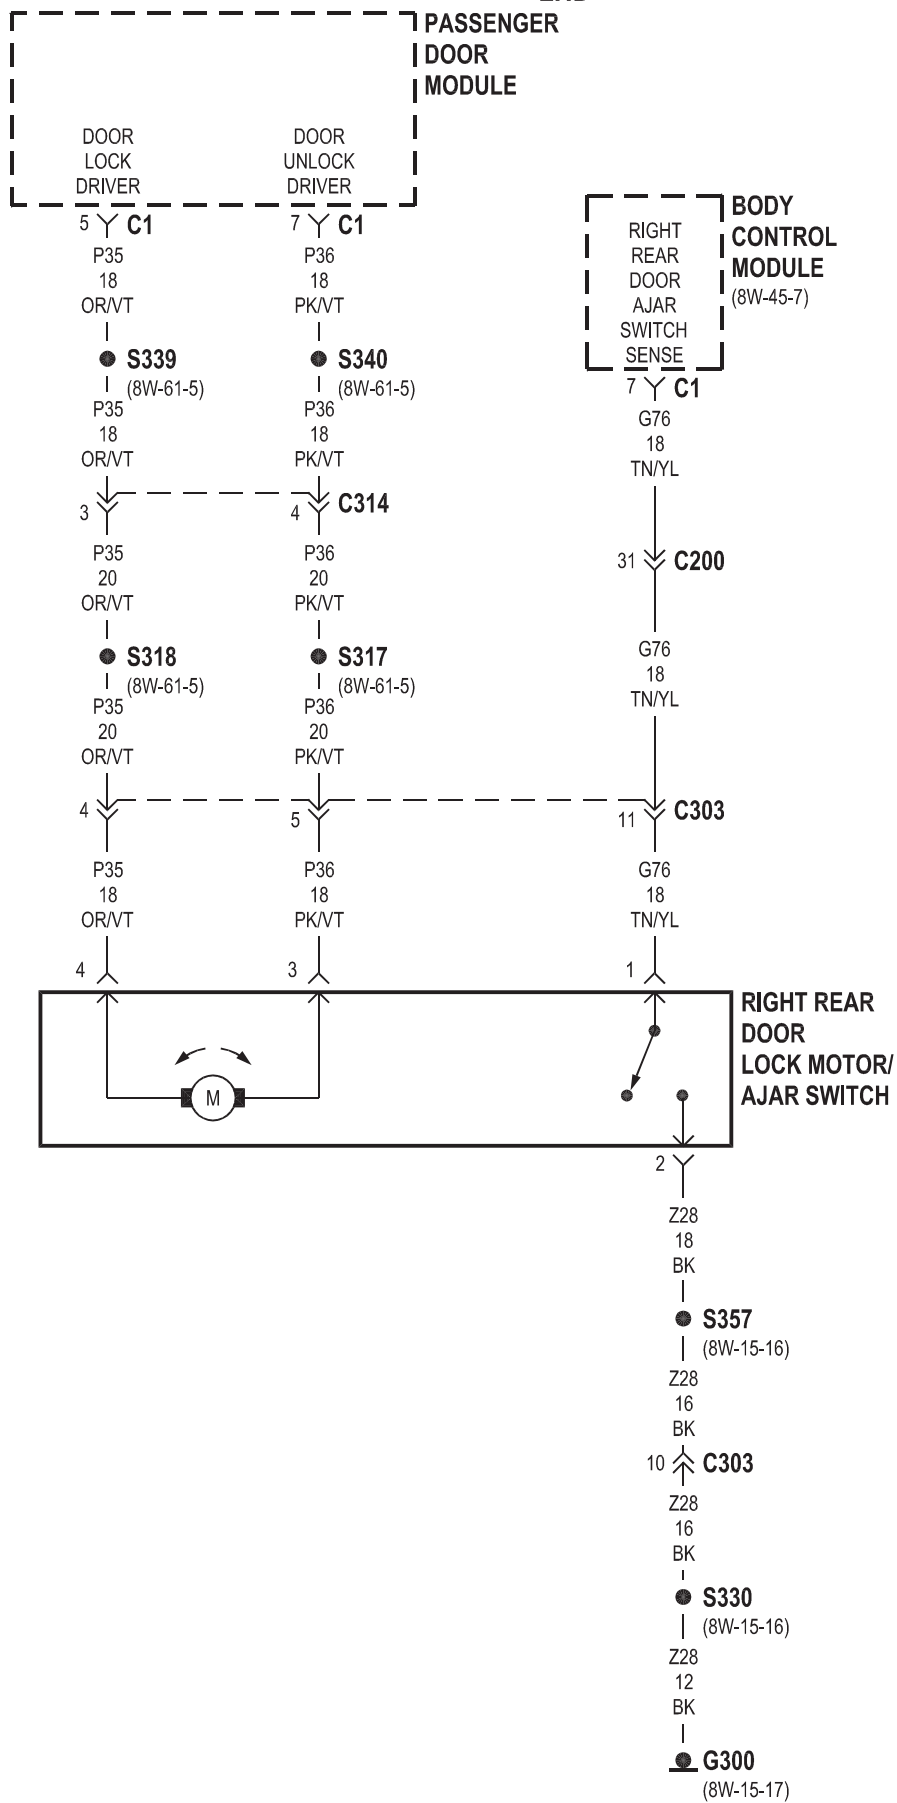 PASSENGER
DOOR
MODULE
DOOR
LOCK
DRIVER
DOOR
UNLOCK
DRIVER
5 C1
7 C1
BODY
CONTROL
MODULE
(8W-45-7)
RIGHT
REAR
DOOR
AJAR
SWITCH
SENSE
7 C1
P35
18
OR/VT
P36
18
PK/VT
S339
(8W-61-5)
S340
(8W-61-5)
P35
18
OR/VT
P36
18
PK/VT
G76
18
TN/YL
3
4 C314
31 C200
P35
20
OR/VT
P36
20
PK/VT
S318
(8W-61-5)
S317
(8W-61-5)
G76
18
TN/YL
P35
20
OR/VT
P36
20
PK/VT
4
5
11 C303
P35
18
OR/VT
P36
18
PK/VT
G76
18
TN/YL
4
3
1
RIGHT REAR
DOOR
LOCK MOTOR/
AJAR SWITCH
M
2
Z28
18
BK
S357
(8W-15-16)
Z28
16
BK
10 C303
Z28
16
BK
S330
(8W-15-16)
Z28
12
BK
G300
(8W-15-17)